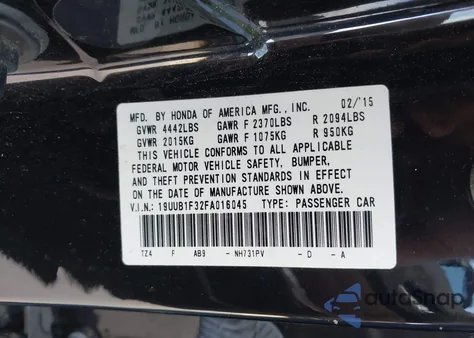 MFD. BY HONDA OF AMERICA MFG., INC. 02/'15
GVWR 4442LBS GAWR F 2370LBS R 2094LBS
GVWR 2015KG GAWR F 1075KG R 950KG
THIS VEHICLE CONFORMS TO ALL APPLICABLE
FEDERAL MOTOR VEHICLE SAFETY, BUMPER,
AND THEFT PREVENTION STANDARDS IN EFFECT
ON THE DATE OF MANUFACTURE SHOWN ABOVE.
V.I.N.: 19UUB1F32FA016045 TYPE: PASSENGER CAR
TZ4 F AB9 - NH731PV - D - A
autoSnap